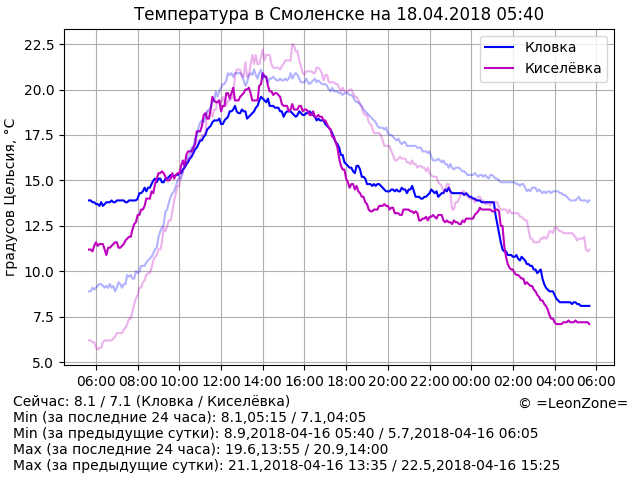 Температура в Смоленске на 18.04.2018 05:40
Кловка
Киселёвка
градусов Цельсия, °C
22.5
20.0
17.5
15.0
12.5
10.0
7.5
5.0
06:00 08:00 10:00 12:00 14:00 16:00 18:00 20:00 22:00 00:00 02:00 04:00 06:00
Сейчас: 8.1 / 7.1 (Кловка / Киселёвка)
© =LeonZone=
Min (за последние 24 часа): 8.1,05:15 / 7.1,04:05
Min (за предыдущие сутки): 8.9,2018-04-16 05:40 / 5.7,2018-04-16 06:05
Max (за последние 24 часа): 19.6,13:55 / 20.9,14:00
Max (за предыдущие сутки): 21.1,2018-04-16 13:35 / 22.5,2018-04-16 15:25